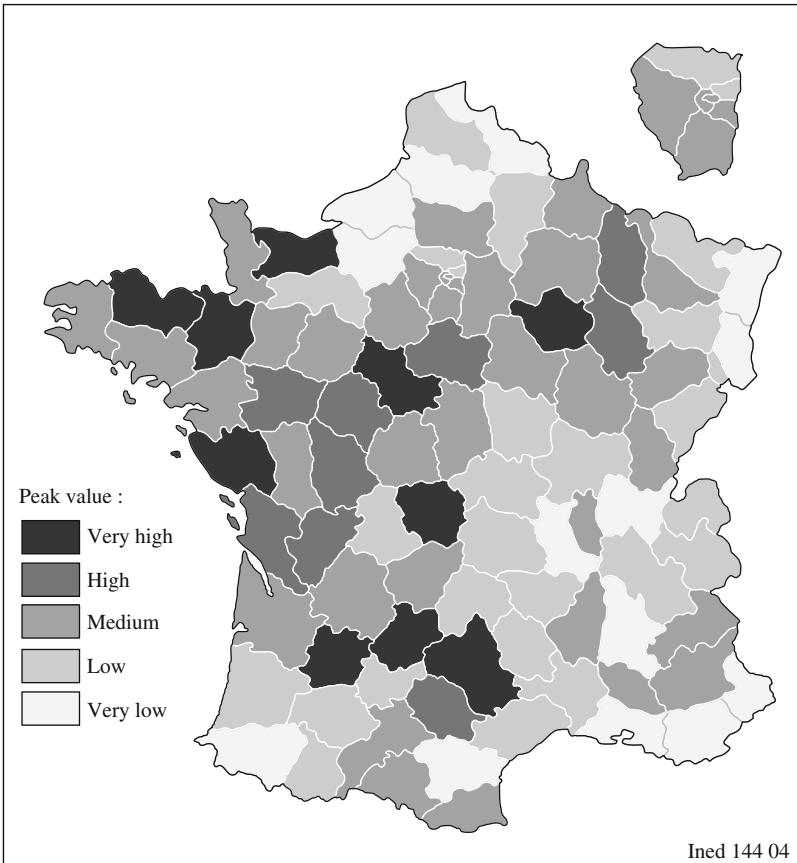 Peak value :
Very high
High
Medium
Low
Very low
Ined 144 04